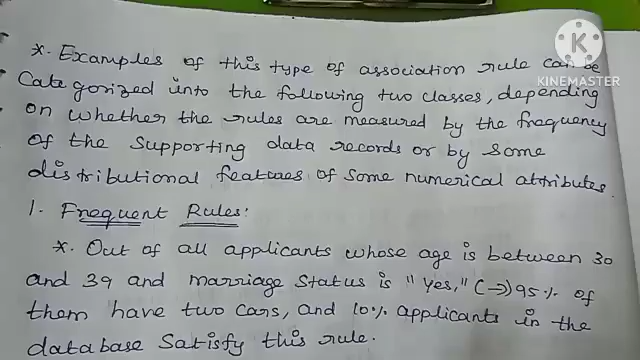 *. Examples of this type of association rule can be
Categorized into the following two classes, depending
on whether the rules are measured by the frequency
of the supporting data records or by some
distributional features of some numerical attributes.
1. Frequent Rules:
*. Out of all applicants whose age is between 30
and 39 and marriage status is "yes," (->) 95% of
them have two cars, and 10% applicants in the
database satisfy this rule.
KINEMASTER